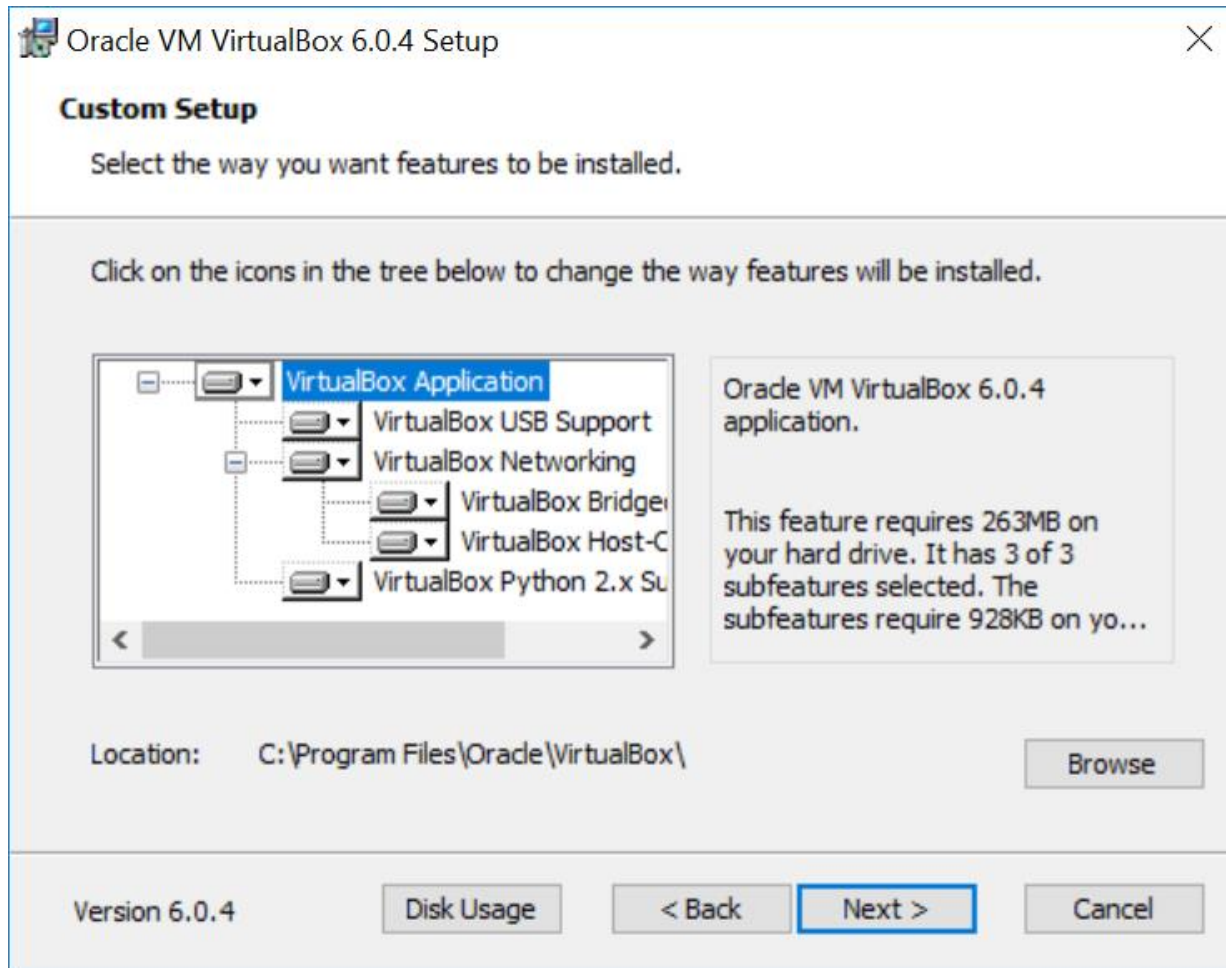 Oracle VM VirtualBox 6.0.4 Setup
Custom Setup
Select the way you want features to be installed.
Click on the icons in the tree below to change the way features will be installed.
VirtualBox Application
VirtualBox USB Support
VirtualBox Networking
VirtualBox Bridge
VirtualBox Host-C
VirtualBox Python 2.x Su
Oracle VM VirtualBox 6.0.4
application.
This feature requires 263MB on
your hard drive. It has 3 of 3
subfeatures selected. The
subfeatures require 928KB on yo...
Location: C:\Program Files\Oracle\VirtualBox\
Browse
Version 6.0.4 Disk Usage < Back Next > Cancel